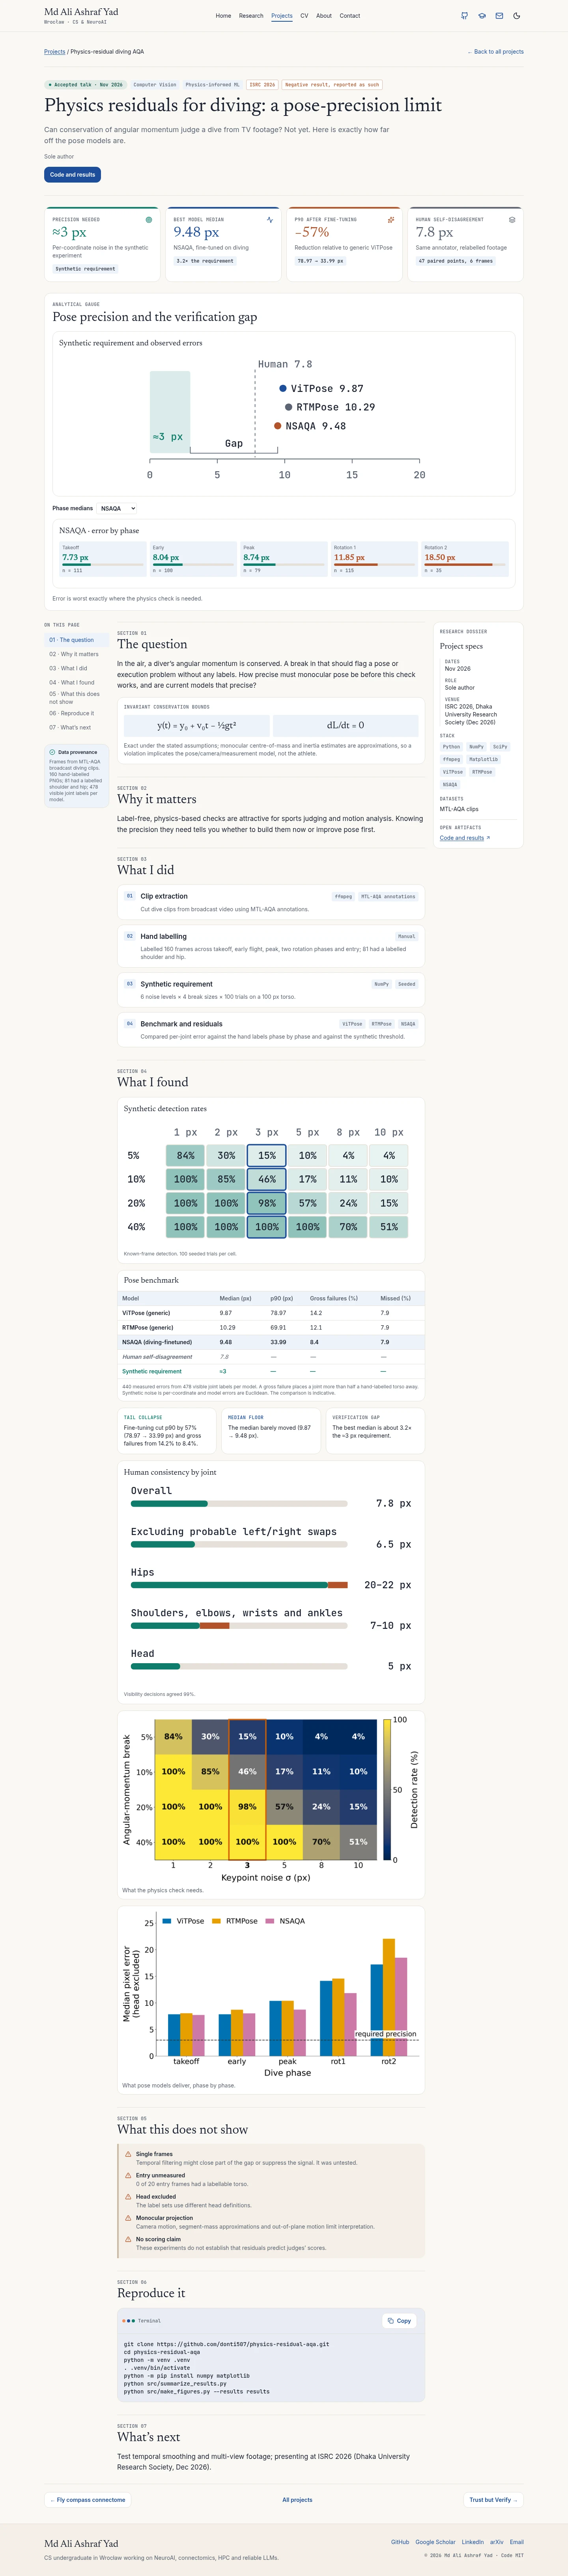 Md Ali Ashraf Yad
Wrocław · CS & NeuroAI
Home Research Projects CV About Contact
Projects / Physics-residual diving AQA
← Back to all projects
Accepted talk · Nov 2026 Computer Vision Physics-informed ML ISRC 2026 Negative result, reported as such
Physics residuals for diving: a pose-precision limit
Can conservation of angular momentum judge a dive from TV footage? Not yet. Here is exactly how far
off the pose models are.
Sole author
Code and results
PRECISION NEEDED
≈3 px
Per-coordinate noise in the synthetic
experiment
Synthetic requirement
BEST MODEL MEDIAN
9.48 px
NSAQA, fine-tuned on diving
3.2× the requirement
P90 AFTER FINE-TUNING
−57%
Reduction relative to generic ViTPose
78.97 → 33.99 px
HUMAN SELF-DISAGREEMENT
7.8 px
Same annotator, relabelled footage
47 paired points, 6 frames
ANALYTICAL GAUGE
Pose precision and the verification gap
Synthetic requirement and observed errors
Human 7.8
ViTPose 9.87
RTMPose 10.29
NSAQA 9.48
≈3 px
Gap
0 5 10 15 20
Phase medians NSAQA
NSAQA · error by phase
Takeoff
7.73 px
n = 111
Early
8.04 px
n = 100
Peak
8.74 px
n = 79
Rotation 1
11.85 px
n = 115
Rotation 2
18.50 px
n = 35
Error is worst exactly where the physics check is needed.
ON THIS PAGE
01 · The question
02 · Why it matters
03 · What I did
04 · What I found
05 · What this does
not show
06 · Reproduce it
07 · What's next
Data provenance
Frames from MTL-AQA
broadcast diving clips.
160 hand-labelled
PNGs; 81 had a labelled
shoulder and hip; 478
visible joint labels per
model.
SECTION 01
The question
In the air, a diver's angular momentum is conserved. A break in that should flag a pose or
execution problem without any labels. How precise must monocular pose be before this check
works, and are current models that precise?
INVARIANT CONSERVATION BOUNDS
y(t) = y₀ + v₀t − ½gt²
dL/dt = 0
Exact under the stated assumptions; monocular centre-of-mass and inertia estimates are approximations, so a
violation implicates the pose/camera/measurement model, not the athlete.
SECTION 02
Why it matters
Label-free, physics-based checks are attractive for sports judging and motion analysis. Knowing
the precision they need tells you whether to build them now or improve pose first.
SECTION 03
What I did
01 Clip extraction ffmpeg MTL-AQA annotations
Cut dive clips from broadcast video using MTL-AQA annotations.
02 Hand labelling Manual
Labelled 160 frames across takeoff, early flight, peak, two rotation phases and entry; 81 had a labelled
shoulder and hip.
03 Synthetic requirement NumPy Seeded
6 noise levels × 4 break sizes × 100 trials on a 100 px torso.
04 Benchmark and residuals ViTPose RTMPose NSAQA
Compared per-joint error against the hand labels phase by phase and against the synthetic threshold.
SECTION 04
What I found
Synthetic detection rates
1 px 2 px 3 px 5 px 8 px 10 px
5% 84% 30% 15% 10% 4% 4%
10% 100% 85% 46% 17% 11% 10%
20% 100% 100% 98% 57% 24% 15%
40% 100% 100% 100% 100% 70% 51%
Known-frame detection. 100 seeded trials per cell.
Pose benchmark
Model Median (px) p90 (px) Gross failures (%) Missed (%)
ViTPose (generic) 9.87 78.97 14.2 7.9
RTMPose (generic) 10.29 69.91 12.1 7.9
NSAQA (diving-finetuned) 9.48 33.99 8.4 7.9
Human self-disagreement 7.8 — — —
Synthetic requirement ≈3 — — —
440 measured errors from 478 visible joint labels per model. A gross failure places a joint more than half a hand-labelled torso away.
Synthetic noise is per-coordinate and model errors are Euclidean. The comparison is indicative.
TAIL COLLAPSE
Fine-tuning cut p90 by 57%
(78.97 → 33.99 px) and gross
failures from 14.2% to 8.4%.
MEDIAN FLOOR
The median barely moved (9.87
→ 9.48 px).
VERIFICATION GAP
The best median is about 3.2×
the ≈3 px requirement.
Human consistency by joint
Overall
7.8 px
Excluding probable left/right swaps
6.5 px
Hips
20–22 px
Shoulders, elbows, wrists and ankles
7–10 px
Head
5 px
Visibility decisions agreed 98%.
Angular-momentum break
5% 84% 30% 15% 10% 4% 4%
10% 100% 85% 46% 17% 11% 10%
20% 100% 100% 98% 57% 24% 15%
40% 100% 100% 100% 100% 70% 51%
1 2 3 5 8 10
Keypoint noise σ (px)
100
50
0
Detection rate (%)
What the physics check needs.
Median pixel error
(head excluded)
ViTPose RTMPose NSAQA
25
20
15
10
5
0
required precision
takeoff early peak rot1 rot2
Dive phase
What pose models deliver, phase by phase.
SECTION 05
What this does not show
Single frames
Temporal filtering might close part of the gap or suppress the signal. It was untested.
Entry unmeasured
0 of 20 entry frames had a labellable torso.
Head excluded
The label sets use different head definitions.
Monocular projection
Camera motion, segment-mass approximations and out-of-plane motion limit interpretation.
No scoring claim
These experiments do not establish that residuals predict judges' scores.
SECTION 06
Reproduce it
Terminal
Copy
git clone https://github.com/donti507/physics-residual-aqa.git
cd physics-residual-aqa
python -m venv .venv
. .venv/bin/activate
python -m pip install numpy matplotlib
python src/summarize_results.py
python src/make_figures.py --results results
SECTION 07
What's next
Test temporal smoothing and multi-view footage; presenting at ISRC 2026 (Dhaka University
Research Society, Dec 2026).
RESEARCH DOSSIER
Project specs
DATES
Nov 2026
ROLE
Sole author
VENUE
ISRC 2026, Dhaka
University Research
Society (Dec 2026)
STACK
Python NumPy SciPy
ffmpeg Matplotlib
ViTPose RTMPose
NSAQA
DATASETS
MTL-AQA clips
OPEN ARTIFACTS
Code and results ↗
← Fly compass connectome
All projects
Trust but Verify →
Md Ali Ashraf Yad
CS undergraduate in Wrocław working on NeuroAI, connectomics, HPC and reliable LLMs.
GitHub Google Scholar LinkedIn arXiv Email
© 2026 Md Ali Ashraf Yad · Code MIT